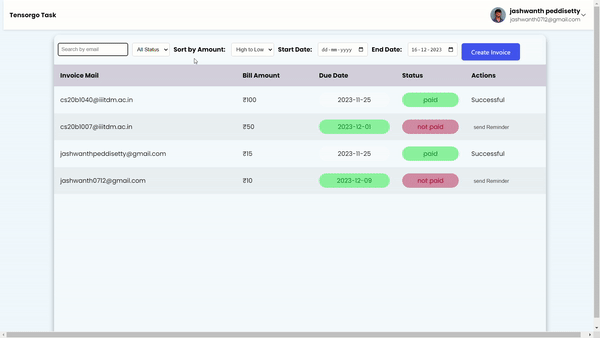 Tensorgo Task
jashwanth peddisetty
jashwanth0712@gmail.com
Search by email
All Status
Sort by Amount:
High to Low
Start Date:
dd-mm-yyyy
End Date:
16-12-2023
Create Invoice
Invoice Mail Bill Amount Due Date Status Actions
cs20b1040@iiitdm.ac.in ₹100 2023-11-25 paid Successful
cs20b1007@iiitdm.ac.in ₹50 2023-12-01 not paid send Reminder
jashwanthpeddisetty@gmail.com ₹15 2023-11-25 paid Successful
jashwanth0712@gmail.com ₹10 2023-12-09 not paid send Reminder